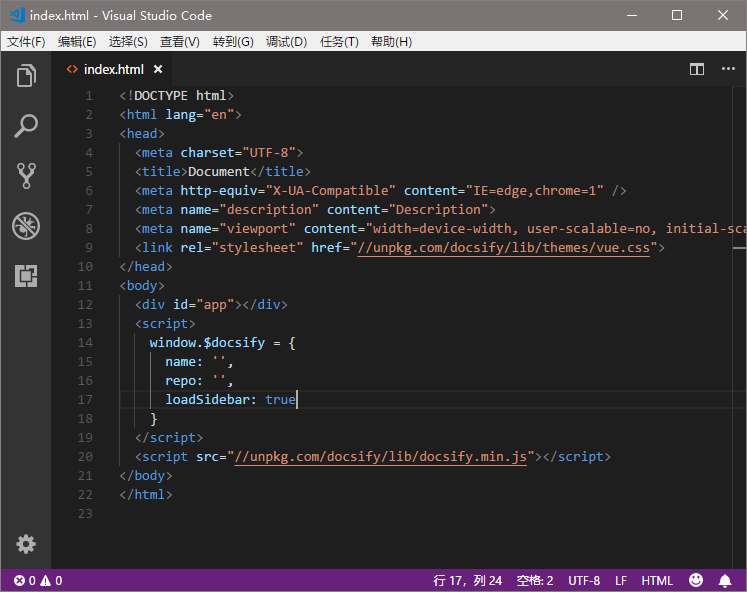 index.html - Visual Studio Code
文件(F) 编辑(E) 选择(S) 查看(V) 转到(G) 调试(D) 任务(T) 帮助(H)
<> index.html ×
1 <!DOCTYPE html>
2 <html lang="en">
3 <head>
4   <meta charset="UTF-8">
5   <title>Document</title>
6   <meta http-equiv="X-UA-Compatible" content="IE=edge,chrome=1" />
7   <meta name="description" content="Description">
8   <meta name="viewport" content="width=device-width, user-scalable=no, initial-sca
9   <link rel="stylesheet" href="//unpkg.com/docsify/lib/themes/vue.css">
10 </head>
11 <body>
12   <div id="app"></div>
13   <script>
14     window.$docsify = {
15       name: '',
16       repo: '',
17       loadSidebar: true
18     }
19   </script>
20   <script src="//unpkg.com/docsify/lib/docsify.min.js"></script>
21 </body>
22 </html>
23
0 0 行 17，列 24 空格: 2 UTF-8 LF HTML